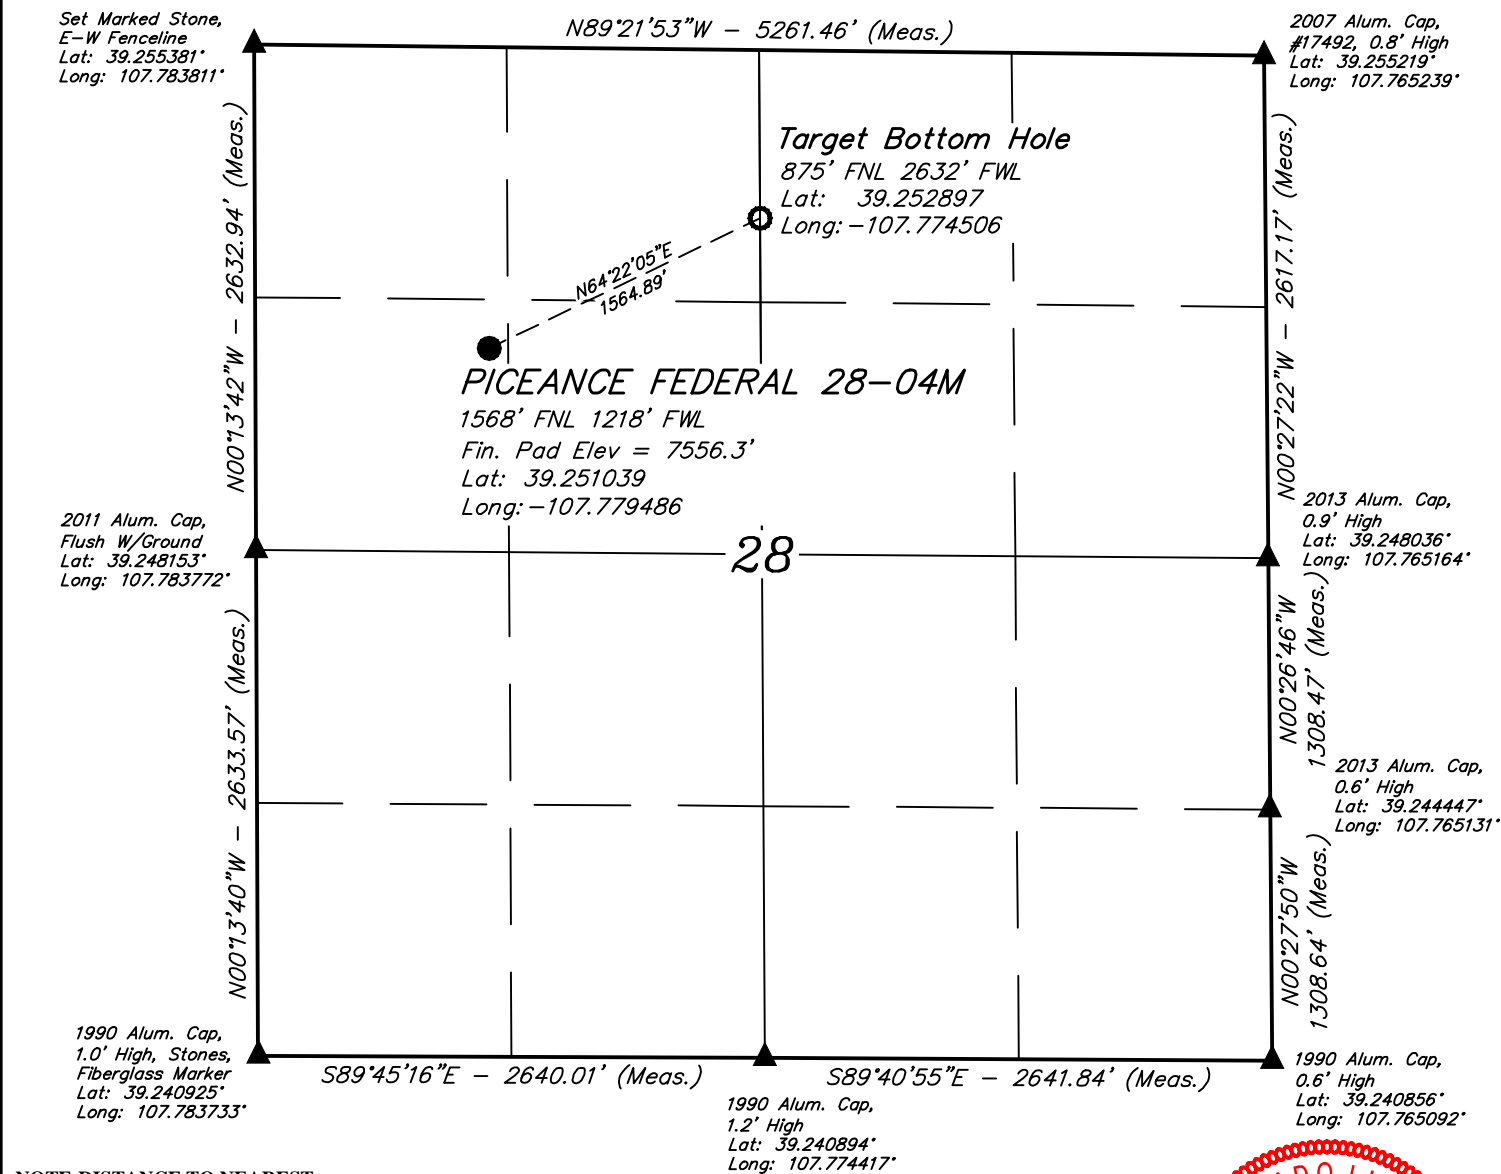 Set Marked Stone,
E-W Fenceline
Lat: 39.255381°
Long: 107.783811°
N89°21'53"W - 5261.46' (Meas.)
2007 Alum. Cap,
#17492, 0.8' High
Lat: 39.255219°
Long: 107.765239°
N00°13'42"W - 2632.94' (Meas.)
Target Bottom Hole
875' FNL 2632' FWL
Lat: 39.252897
Long: -107.774506
N00°27'22"W - 2617.17' (Meas.)
N64°22'05"E
1564.89'
PICEANCE FEDERAL 28-04M
1568' FNL 1218' FWL
Fin. Pad Elev = 7556.3'
Lat: 39.251039
Long: -107.779486
2011 Alum. Cap,
Flush W/Ground
Lat: 39.248153°
Long: 107.783772°
28
2013 Alum. Cap,
0.9' High
Lat: 39.248036°
Long: 107.765164°
N00°13'40"W - 2633.57' (Meas.)
N00°26'46"W
1308.47' (Meas.)
2013 Alum. Cap,
0.6' High
Lat: 39.244447°
Long: 107.765131°
N00°27'50"W
1308.64' (Meas.)
1990 Alum. Cap,
1.0' High, Stones,
Fiberglass Marker
Lat: 39.240925°
Long: 107.783733°
S89°45'16"E - 2640.01' (Meas.)
S89°40'55"E - 2641.84' (Meas.)
1990 Alum. Cap,
1.2' High
Lat: 39.240894°
Long: 107.774417°
1990 Alum. Cap,
0.6' High
Lat: 39.240856°
Long: 107.765092°
NOTE DISTANCE TO NEAREST